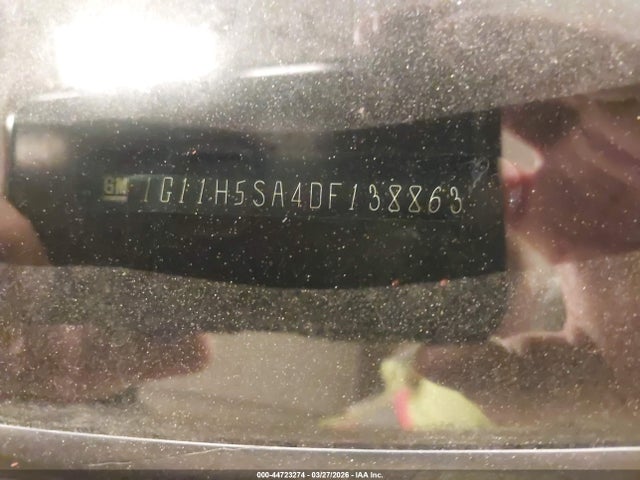 GM 1G11H5SA4DF138863
000-44723274 - 03/27/2026 - IAA Inc.